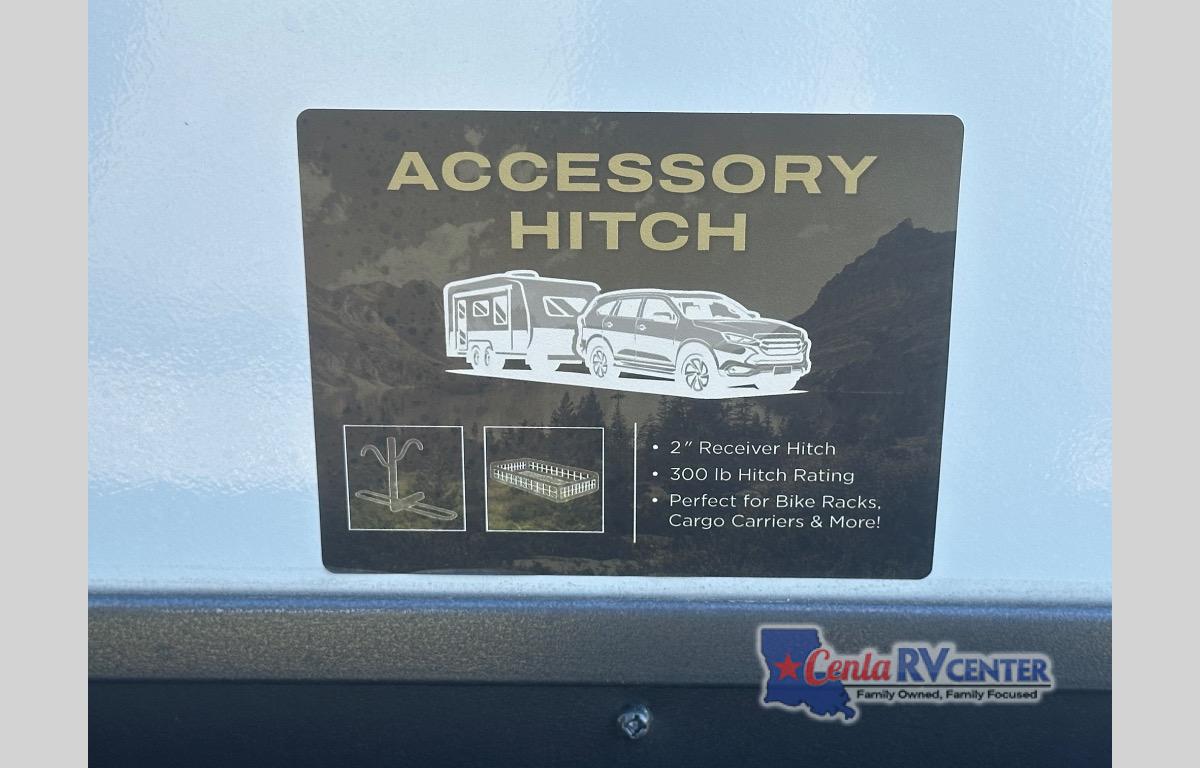 ACCESSORY
HITCH
• 2" Receiver Hitch
• 300 lb Hitch Rating
• Perfect for Bike Racks,
Cargo Carriers & More!
Cenla RV CENTER
Family Owned, Family Focused